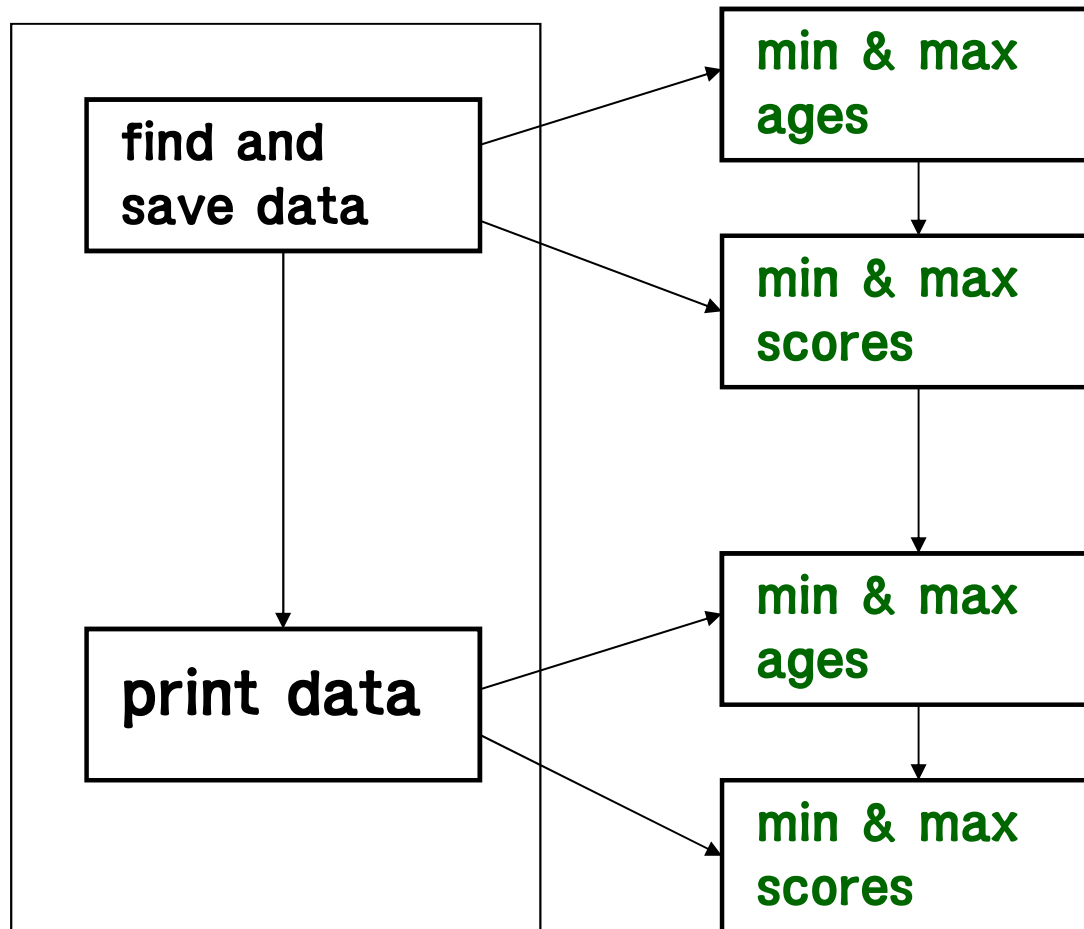 find and
save data
print data
min & max
ages
min & max
scores
min & max
ages
min & max
scores